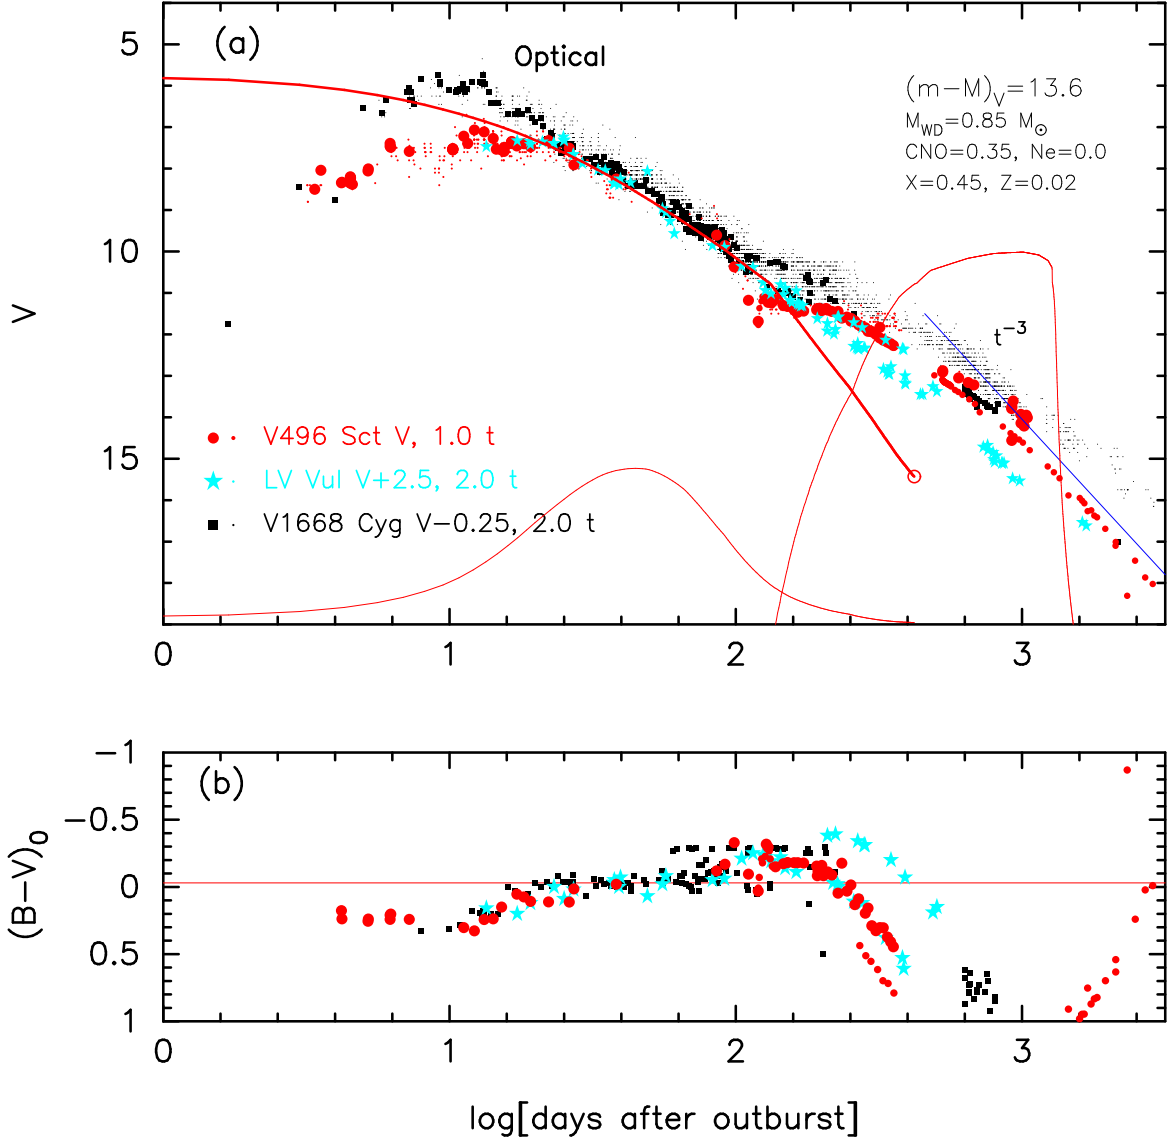 (a)
Optical
(m−M)V=13.6
MWD=0.85 M⊙
CNO=0.35, Ne=0.0
X=0.45, Z=0.02
5
10
15
V
t−3
V496 Sct V, 1.0 t
LV Vul V+2.5, 2.0 t
V1668 Cyg V−0.25, 2.0 t
0 1 2 3
(b)
−1
−0.5
0
0.5
1
(B−V)0
0 1 2 3
log[days after outburst]